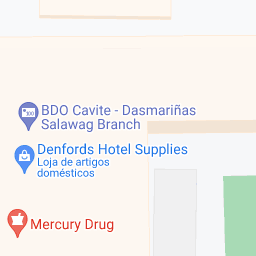 BDO Cavite - Dasmariñas
Salawag Branch
Denfords Hotel Supplies
Loja de artigos
domésticos
Mercury Drug